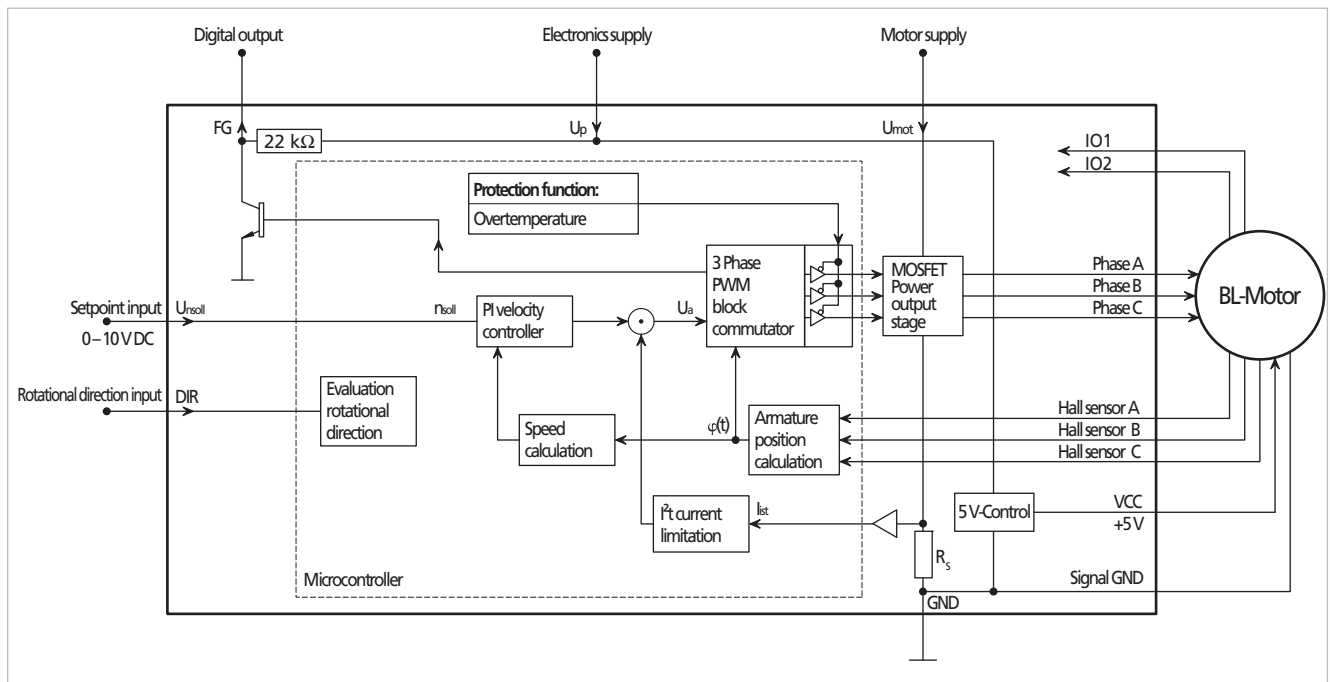 Digital output
Electronics supply
Motor supply
FG
22 kΩ
Up
Umot
IO1
IO2
Protection function:
Overtemperature
3 Phase
PWM
block
commutator
MOSFET
Power
output
stage
Phase A
Phase B
Phase C
BL-Motor
Setpoint input
0–10 V DC
Unsoll
nsoll
PI velocity
controller
Ua
Rotational direction input
DIR
Evaluation
rotational
direction
Speed
calculation
φ(t)
Armature
position
calculation
Hall sensor A
Hall sensor B
Hall sensor C
I²t current
limitation
Iist
5 V-Control
VCC
+5 V
RS
Microcontroller
Signal GND
GND